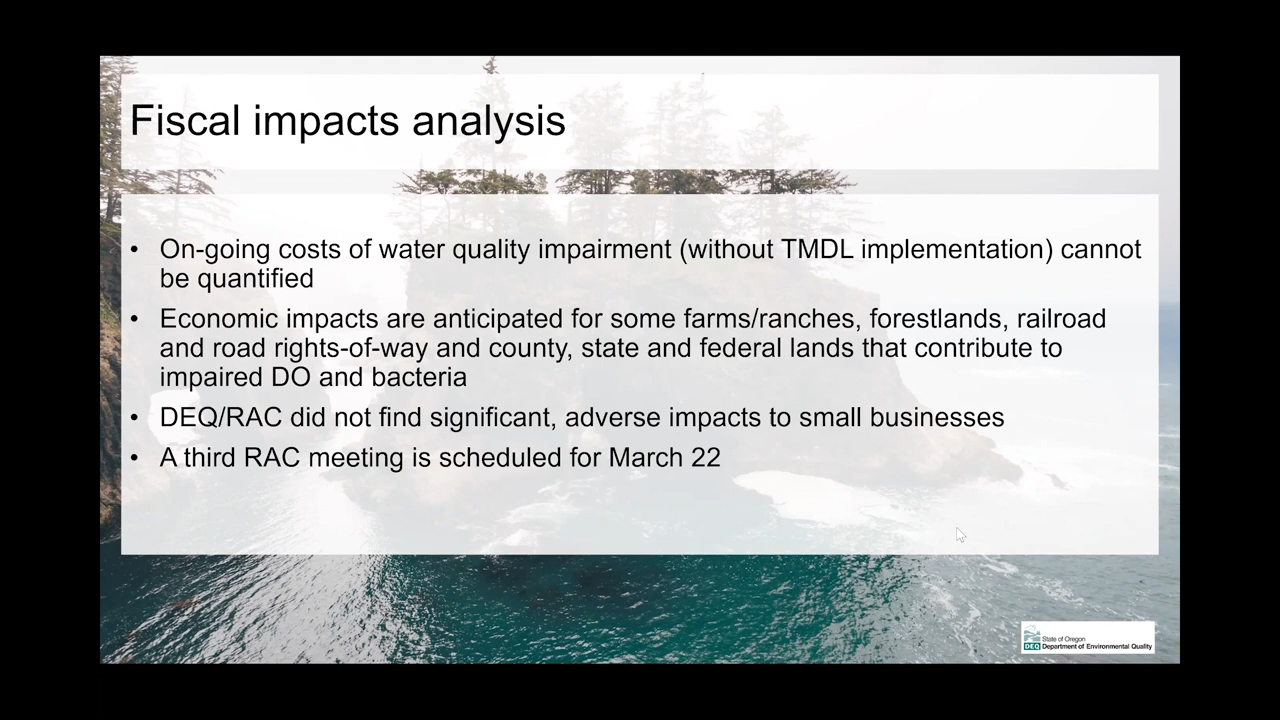 Fiscal impacts analysis
• On-going costs of water quality impairment (without TMDL implementation) cannot
be quantified
• Economic impacts are anticipated for some farms/ranches, forestlands, railroad
and road rights-of-way and county, state and federal lands that contribute to
impaired DO and bacteria
• DEQ/RAC did not find significant, adverse impacts to small businesses
• A third RAC meeting is scheduled for March 22
State of Oregon
DEQ Department of Environmental Quality